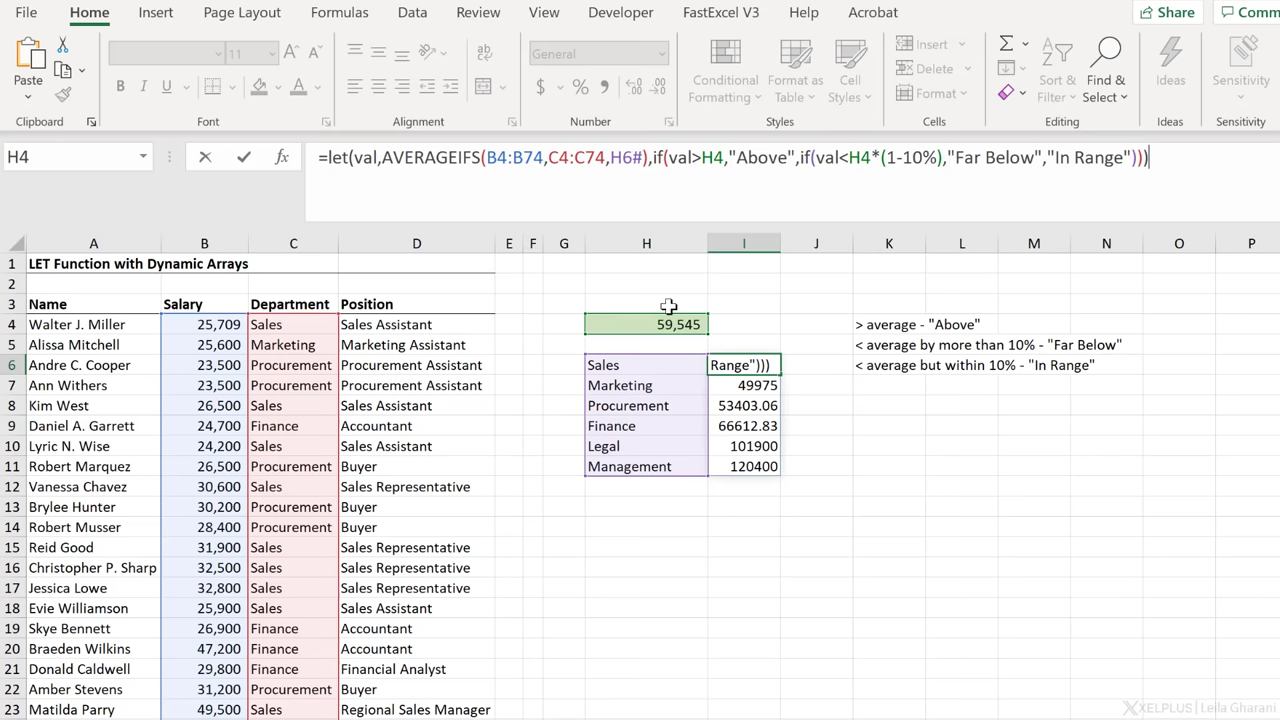 File Home Insert Page Layout Formulas Data Review View Developer FastExcel V3 Help Acrobat Share Comm
11 A A ab General Insert Σ
Paste B I U A $ % 9 Conditional Formatting Format as Table Cell Styles Delete Format Sort & Filter Find & Select Ideas Sensitivity
Clipboard Font Alignment Number Styles Cells Editing Ideas Sensitivity
H4 fx =let(val,AVERAGEIFS(B4:B74,C4:C74,H6#),if(val>H4,"Above",if(val<H4*(1-10%),"Far Below","In Range")))
A B C D E F G H I J K L M N O P
1 LET Function with Dynamic Arrays
2
3 Name Salary Department Position
4 Walter J. Miller 25,709 Sales Sales Assistant 59,545 > average - "Above"
5 Alissa Mitchell 25,600 Marketing Marketing Assistant < average by more than 10% - "Far Below"
6 Andre C. Cooper 23,500 Procurement Procurement Assistant Sales Range"))) < average but within 10% - "In Range"
7 Ann Withers 23,500 Procurement Procurement Assistant Marketing 49975
8 Kim West 26,500 Sales Sales Assistant Procurement 53403.06
9 Daniel A. Garrett 24,700 Finance Accountant Finance 66612.83
10 Lyric N. Wise 24,200 Sales Sales Assistant Legal 101900
11 Robert Marquez 26,500 Procurement Buyer Management 120400
12 Vanessa Chavez 30,600 Sales Sales Representative
13 Brylee Hunter 30,200 Procurement Buyer
14 Robert Musser 28,400 Procurement Buyer
15 Reid Good 31,900 Sales Sales Representative
16 Christopher P. Sharp 32,500 Sales Sales Representative
17 Jessica Lowe 32,800 Sales Sales Representative
18 Evie Williamson 25,900 Sales Sales Assistant
19 Skye Bennett 26,900 Finance Accountant
20 Braeden Wilkins 47,200 Finance Accountant
21 Donald Caldwell 29,800 Finance Financial Analyst
22 Amber Stevens 31,200 Procurement Buyer
23 Matilda Parry 49,500 Sales Regional Sales Manager
XELPLUS | Leila Gharani